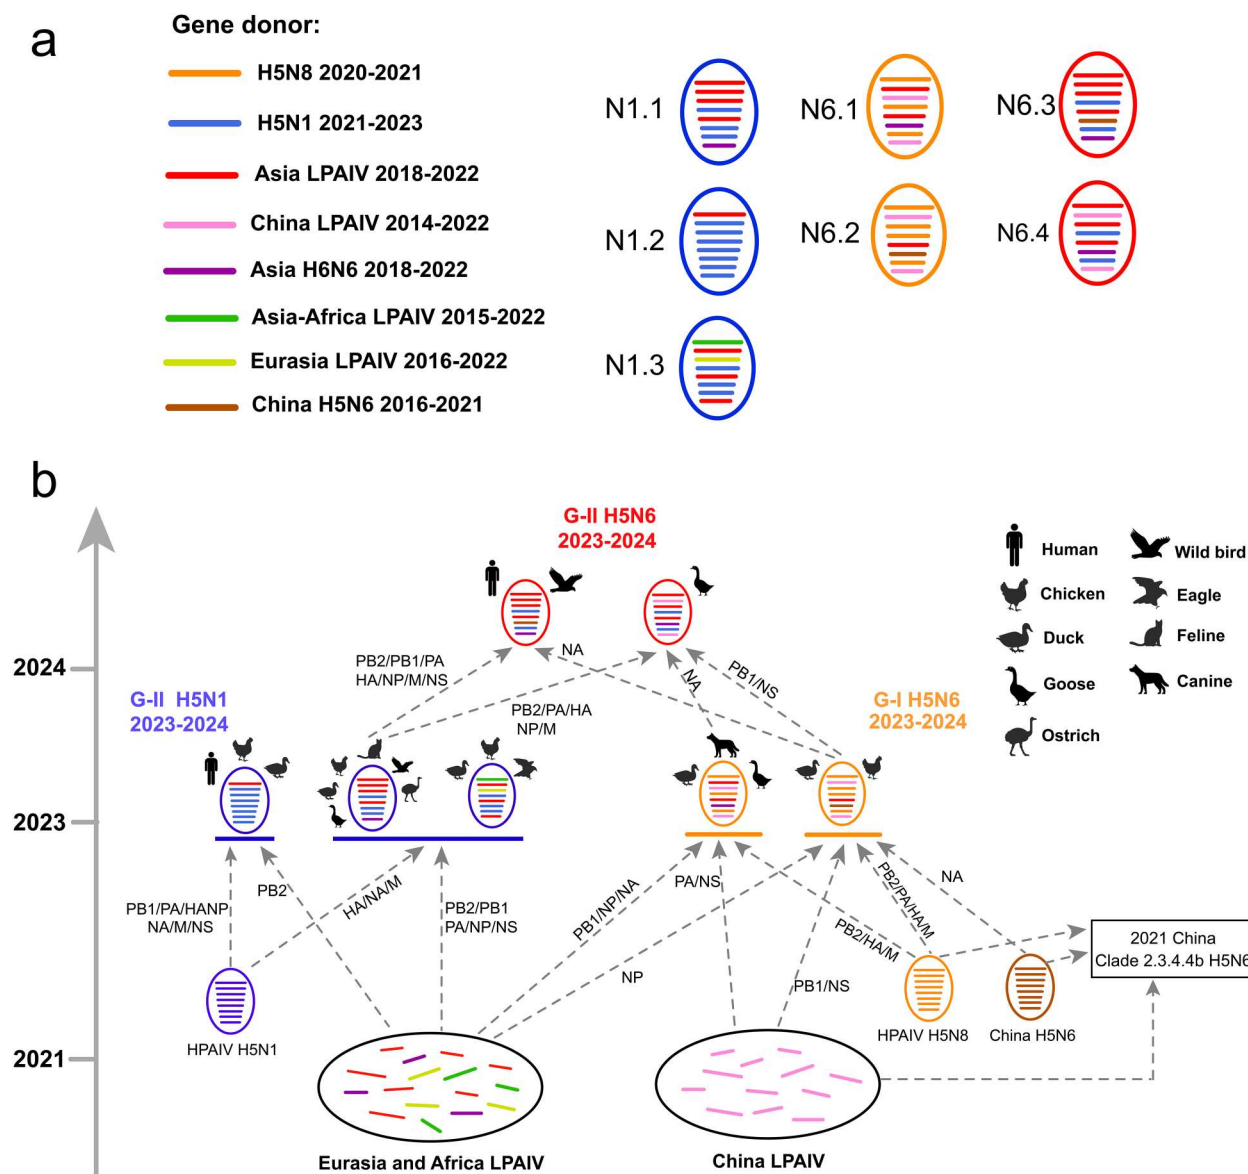 a
Gene donor:
H5N8 2020-2021
H5N1 2021-2023
Asia LPAIV 2018-2022
China LPAIV 2014-2022
Asia H6N6 2018-2022
Asia-Africa LPAIV 2015-2022
Eurasia LPAIV 2016-2022
China H5N6 2016-2021
N1.1
N6.1
N6.3
N1.2
N6.2
N6.4
N1.3
b
G-II H5N6
2023-2024
Human
Wild bird
Chicken
Eagle
Duck
Feline
Goose
Canine
Ostrich
2024
PB2/PB1/PA
HA/NP/M/NS
NA
NA
PB1/NS
PB2/PA/HA
NP/M
G-II H5N1
2023-2024
G-I H5N6
2023-2024
2023
PB1/PA/HANP
NA/M/NS
PB2
HA/NA/M
PB2/PB1
PA/NP/NS
PB1/NP/NA
PA/NS
NP
PB1/NS
PB2/HA/M
PB2/PA/HA/M
NA
2021 China
Clade 2.3.4.4b H5N6
HPAIV H5N1
HPAIV H5N8
China H5N6
2021
Eurasia and Africa LPAIV
China LPAIV